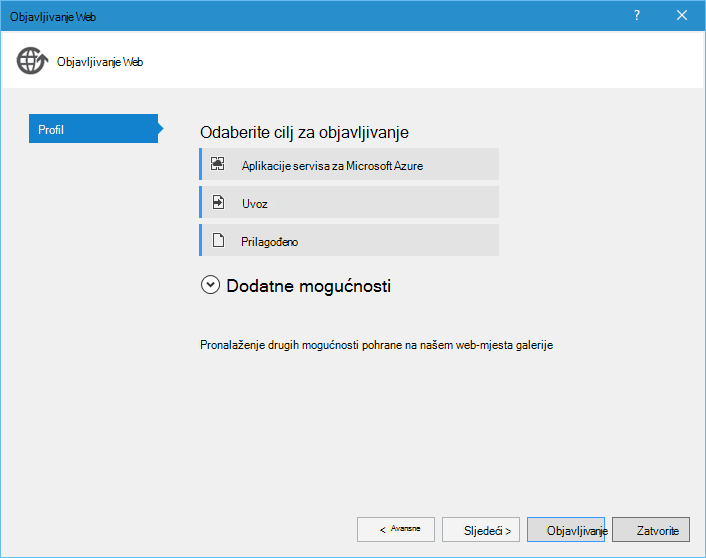 Objavljivanje Web
?
Objavljivanje Web
Profil
Odaberite cilj za objavljivanje
Aplikacije servisa za Microsoft Azure
Uvoz
Prilagođeno
Dodatne mogućnosti
Pronalaženje drugih mogućnosti pohrane na našem web-mjesta galerije
< Avansne
Sljedeći >
Objavljivanje
Zatvorite